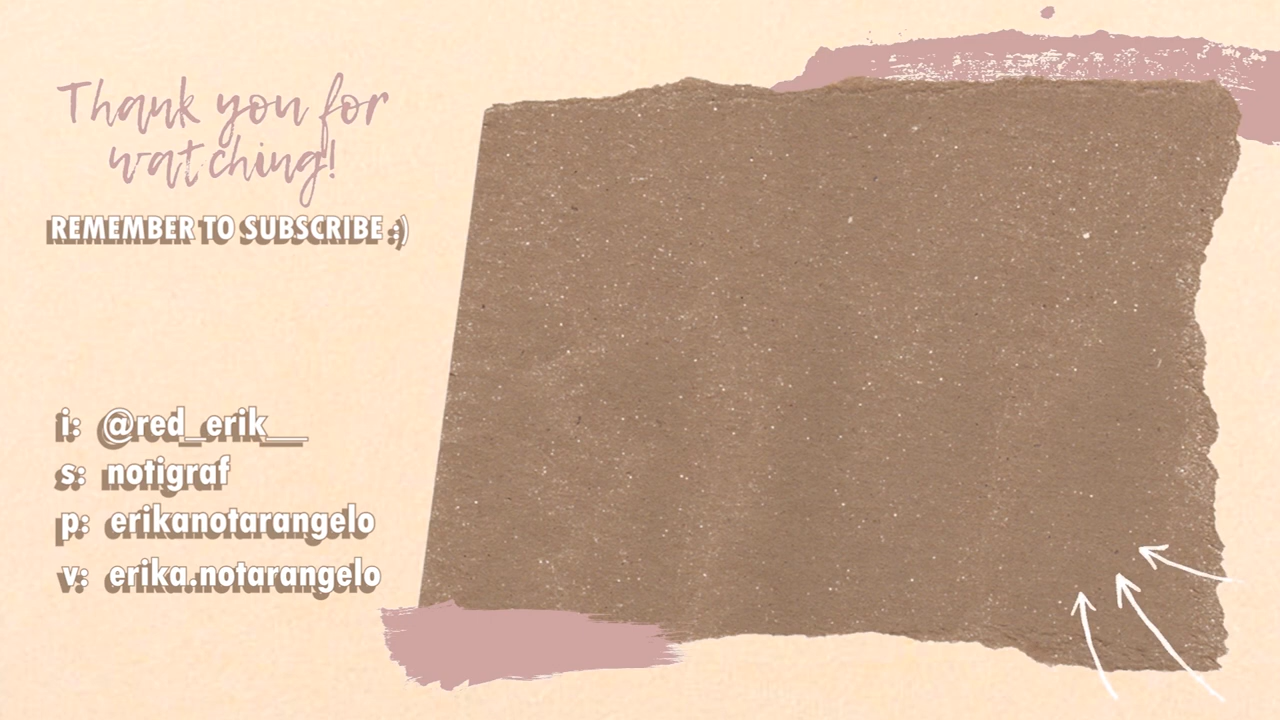 Thank you for
watching!
REMEMBER TO SUBSCRIBE :)
i: @red_erik__
s: notigraf
p: erikanotarangelo
v: erika.notarangelo